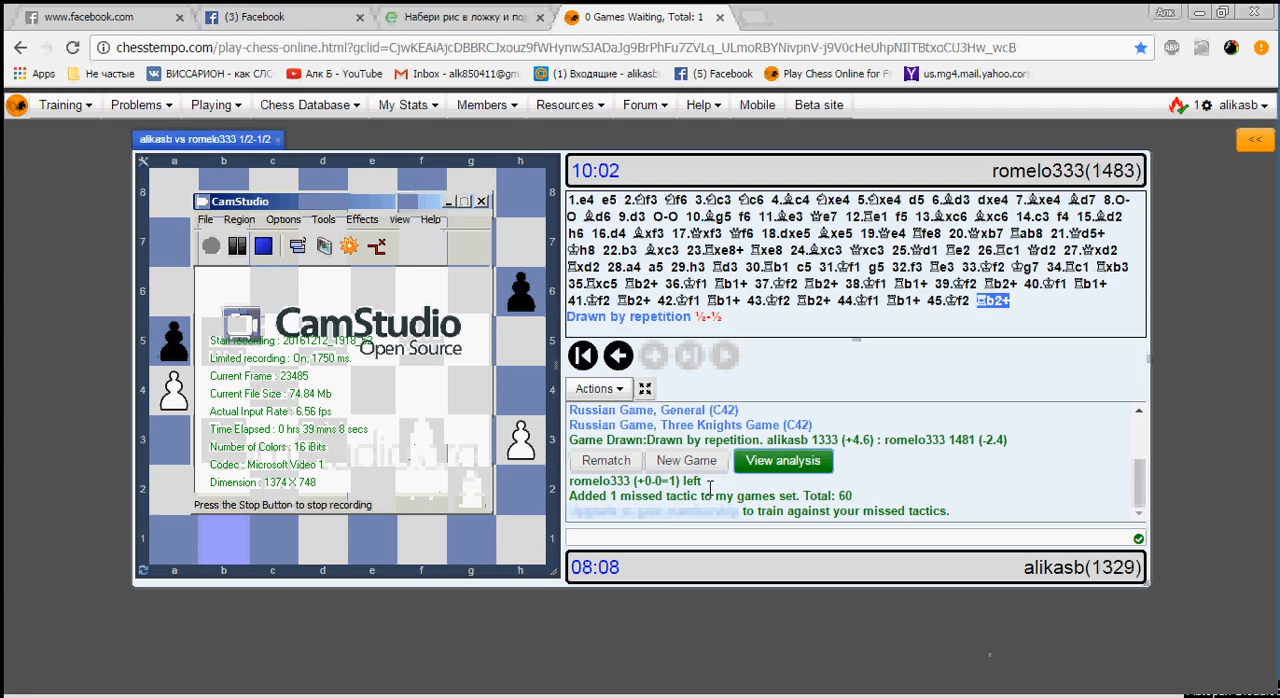 www.facebook.com
(3) Facebook
Набери рис в ложку и по
0 Games Waiting, Total: 1
Алк
chesstempo.com/play-chess-online.html?gclid=CjwKEAiAjcDBBRCJxouz9fWHynwSJADaJg9BrPhFu7ZVLq_ULmoRBYNivpnV-j9V0cHeUhpNIlTBtxoCU3Hw_wcB
ABP
Apps Не частые ВИССАРИОН - как СЛС Алк Б - YouTube Inbox - alk850411@gm (1) Входящие - alikasb (5) Facebook Play Chess Online for F us.mg4.mail.yahoo.com
Training Problems Playing Chess Database My Stats Members Resources Forum Help Mobile Beta site 1 alikasb
alikasb vs romelo333 1/2-1/2
<<
a b c d e f g h
8
7
6
5
4
3
2
1
a b c d e f g h
CamStudio
File Region Options Tools Effects View Help
CamStudio
Open Source
Limited recording : On, 1750 ms.
Current Frame : 23485
Current File Size : 74.84 Mb
Actual Input Rate : 6.56 fps
Time Elapsed : 0 hrs 39 mins 8 secs
Number of Colors : 16 iBits
Codec : Microsoft Video 1
Dimension : 1374 X 748
Press the Stop Button to stop recording
10:02 romelo333(1483)
1.e4 e5 2.♘f3 ♘f6 3.♘c3 ♘c6 4.♗c4 ♘xe4 5.♘xe4 d5 6.♗d3 dxe4 7.♗xe4 ♗d7 8.O-
O ♗d6 9.d3 O-O 10.♗g5 f6 11.♗e3 ♕e7 12.♖e1 f5 13.♗xc6 ♗xc6 14.c3 f4 15.♗d2
h6 16.d4 ♗xf3 17.♕xf3 ♕f6 18.dxe5 ♗xe5 19.♕e4 ♖fe8 20.♕xb7 ♖ab8 21.♕d5+
♔h8 22.b3 ♗xc3 23.♖xe8+ ♖xe8 24.♗xc3 ♕xc3 25.♕d1 ♖e2 26.♖c1 ♕d2 27.♕xd2
♖xd2 28.a4 a5 29.h3 ♖d3 30.♖b1 c5 31.♔f1 g5 32.f3 ♖e3 33.♔f2 ♔g7 34.♖c1 ♖xb3
35.♖xc5 ♖b2+ 36.♔f1 ♖b1+ 37.♔f2 ♖b2+ 38.♔f1 ♖b1+ 39.♔f2 ♖b2+ 40.♔f1 ♖b1+
41.♔f2 ♖b2+ 42.♔f1 ♖b1+ 43.♔f2 ♖b2+ 44.♔f1 ♖b1+ 45.♔f2 ♖b2+
Drawn by repetition ½-½
Actions
Russian Game, General (C42)
Russian Game, Three Knights Game (C42)
Game Drawn:Drawn by repetition. alikasb 1333 (+4.6) : romelo333 1481 (-2.4)
Rematch New Game View analysis
romelo333 (+0-0=1) left
Added 1 missed tactic to my games set. Total: 60
to train against your missed tactics.
08:08 alikasb(1329)